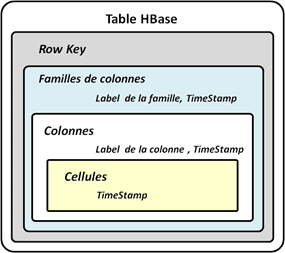 Table HBase
Row Key
Familles de colonnes
Label de la famille, TimeStamp
Colonnes
Label de la colonne , TimeStamp
Cellules
TimeStamp